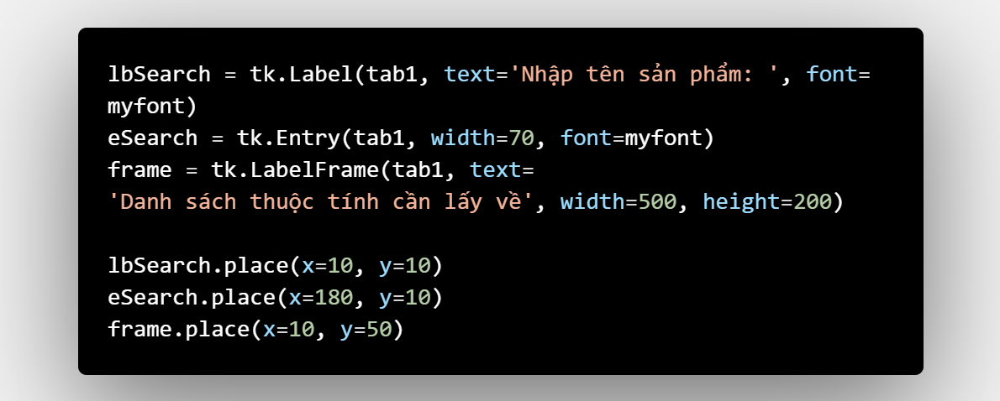 lbSearch = tk.Label(tab1, text='Nhập tên sản phẩm: ', font=
myfont)
eSearch = tk.Entry(tab1, width=70, font=myfont)
frame = tk.LabelFrame(tab1, text=
'Danh sách thuộc tính cần lấy về', width=500, height=200)
lbSearch.place(x=10, y=10)
eSearch.place(x=180, y=10)
frame.place(x=10, y=50)